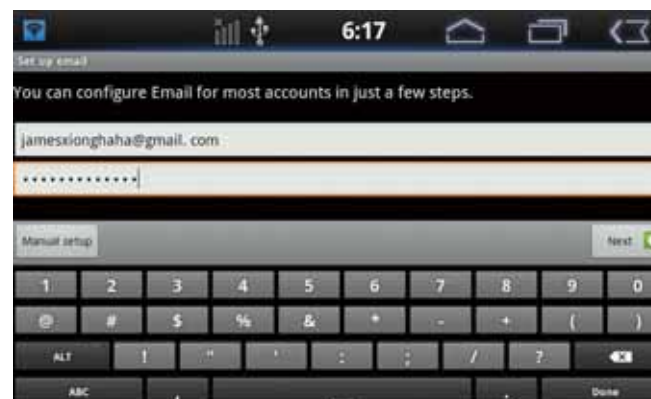 6:17
Set up email
You can configure Email for most accounts in just a few steps.
jamesxionghaha@gmail. com
•••••••••••••
Manual setup Next
1 2 3 4 5 6 7 8 9 0
@ # $ % & * - + ( )
ALT ! " ' : ; / ?
ABC , . Done